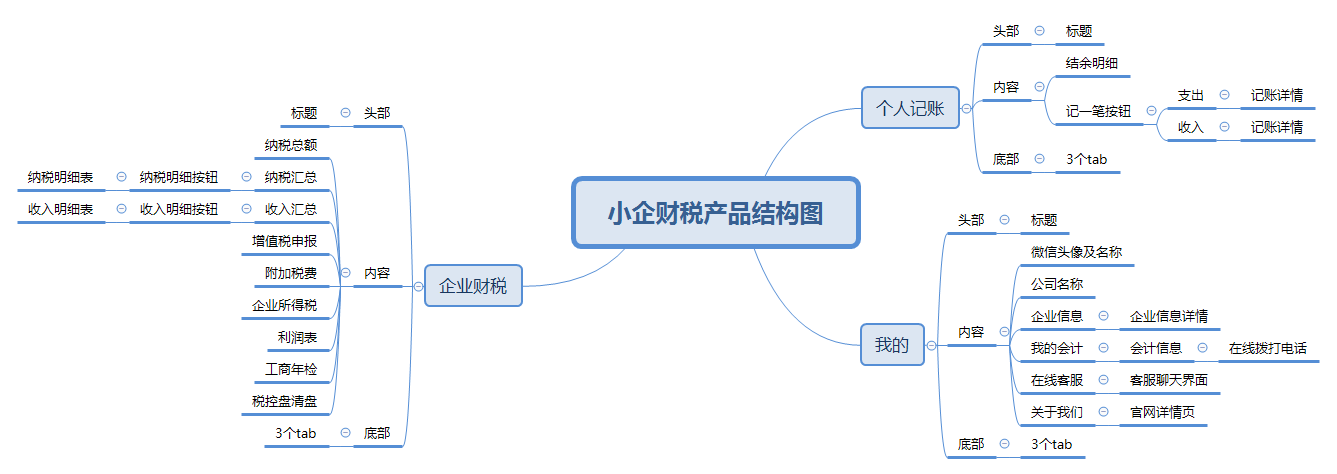 小企财税产品结构图
个人记账
头部
标题
内容
结余明细
记一笔按钮
支出
记账详情
收入
记账详情
底部
3个tab
我的
头部
标题
内容
微信头像及名称
公司名称
企业信息
企业信息详情
我的会计
会计信息
在线拨打电话
在线客服
客服聊天界面
关于我们
官网详情页
底部
3个tab
企业财税
头部
标题
内容
纳税总额
纳税汇总
纳税明细按钮
纳税明细表
收入汇总
收入明细按钮
收入明细表
增值税申报
附加税费
企业所得税
利润表
工商年检
税控盘清盘
底部
3个tab